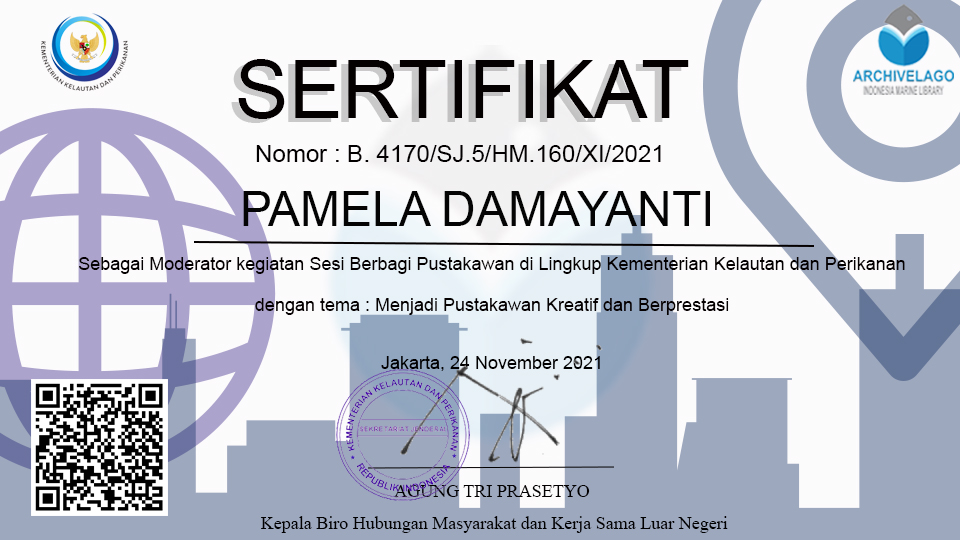 KEMENTERIAN KELAUTAN DAN PERIKANAN
ARCHIVELAGO
INDONESIA MARINE LIBRARY
SERTIFIKAT
Nomor : B. 4170/SJ.5/HM.160/XI/2021
PAMELA DAMAYANTI
Sebagai Moderator kegiatan Sesi Berbagi Pustakawan di Lingkup Kementerian Kelautan dan Perikanan
dengan tema : Menjadi Pustakawan Kreatif dan Berprestasi
Jakarta, 24 November 2021
KEMENTERIAN KELAUTAN DAN PERIKANAN
SEKRETARIAT JENDERAL
REPUBLIK INDONESIA
AGUNG TRI PRASETYO
Kepala Biro Hubungan Masyarakat dan Kerja Sama Luar Negeri